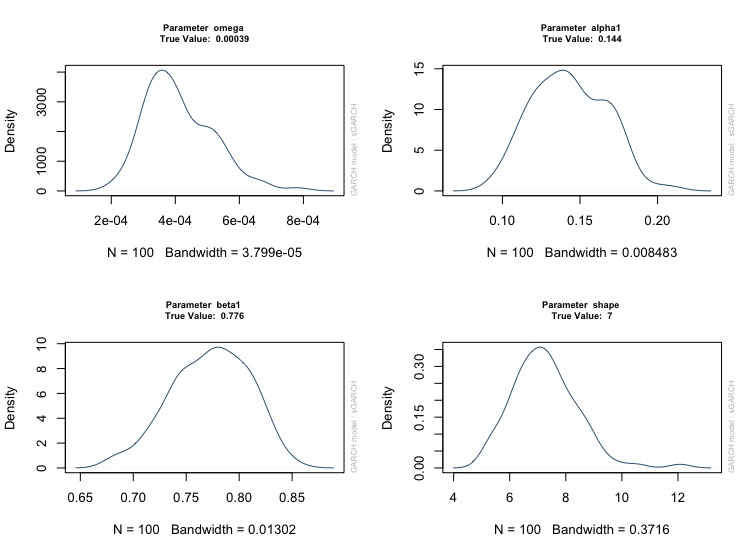 Parameter omega
True Value: 0.00039
Density
0
1000
3000
2e-04 4e-04 6e-04 8e-04
N = 100 Bandwidth = 3.799e-05
GARCH model : sGARCH
Parameter alpha1
True Value: 0.144
Density
0
5
10
15
0.10 0.15 0.20
N = 100 Bandwidth = 0.008483
GARCH model : sGARCH
Parameter beta1
True Value: 0.776
Density
0
2
4
6
8
10
0.65 0.70 0.75 0.80 0.85
N = 100 Bandwidth = 0.01302
GARCH model : sGARCH
Parameter shape
True Value: 7
Density
0.00
0.15
0.30
4 6 8 10 12
N = 100 Bandwidth = 0.3716
GARCH model : sGARCH